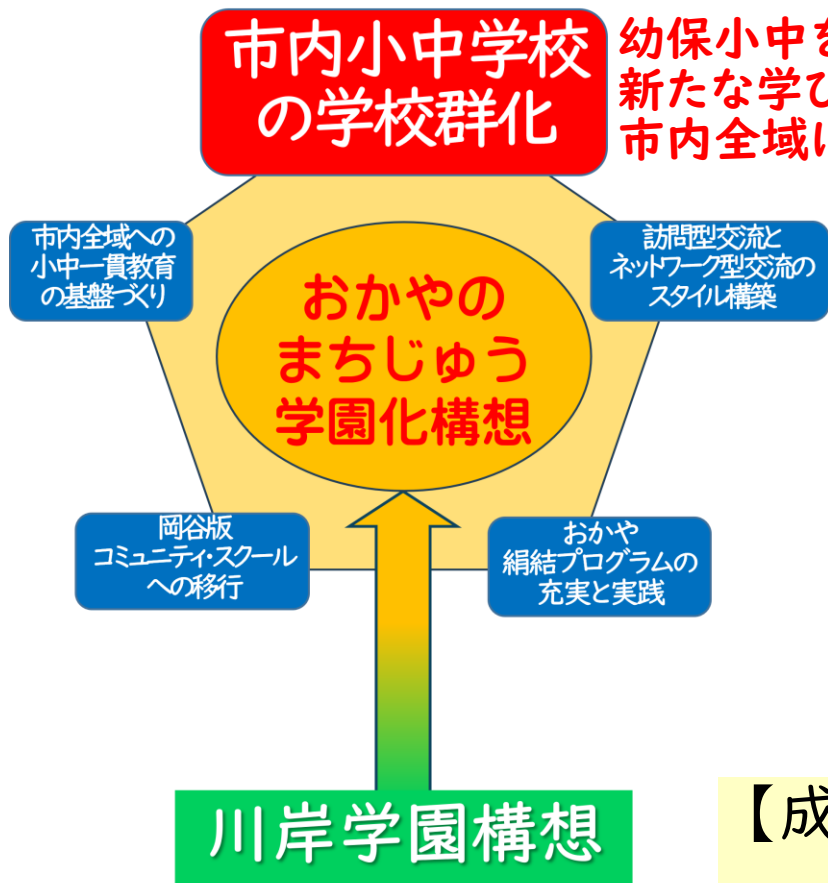 市内小中学校
の学校群化
幼保小中を
新たな学び
市内全域に
市内全域への
小中一貫教育
の基盤づくり
訪問型交流と
ネットワーク型交流の
スタイル構築
おかやの
まちじゅう
学園化構想
岡谷版
コミュニティ・スクール
への移行
おかや
絹結プログラムの
充実と実践
川岸学園構想
【成